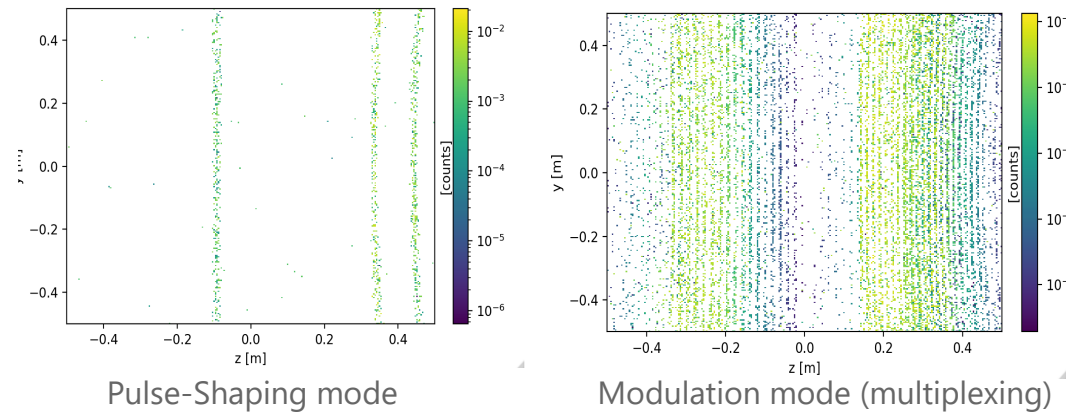 0.4
0.2
0.0
−0.2
−0.4
−0.4 −0.2 0.0 0.2 0.4
z [m]
10⁻²
10⁻³
10⁻⁴
10⁻⁵
10⁻⁶
[counts]
Pulse-Shaping mode
0.4
0.2
0.0
−0.2
−0.4
y [m]
−0.4 −0.2 0.0 0.2 0.4
z [m]
[counts]
Modulation mode (multiplexing)